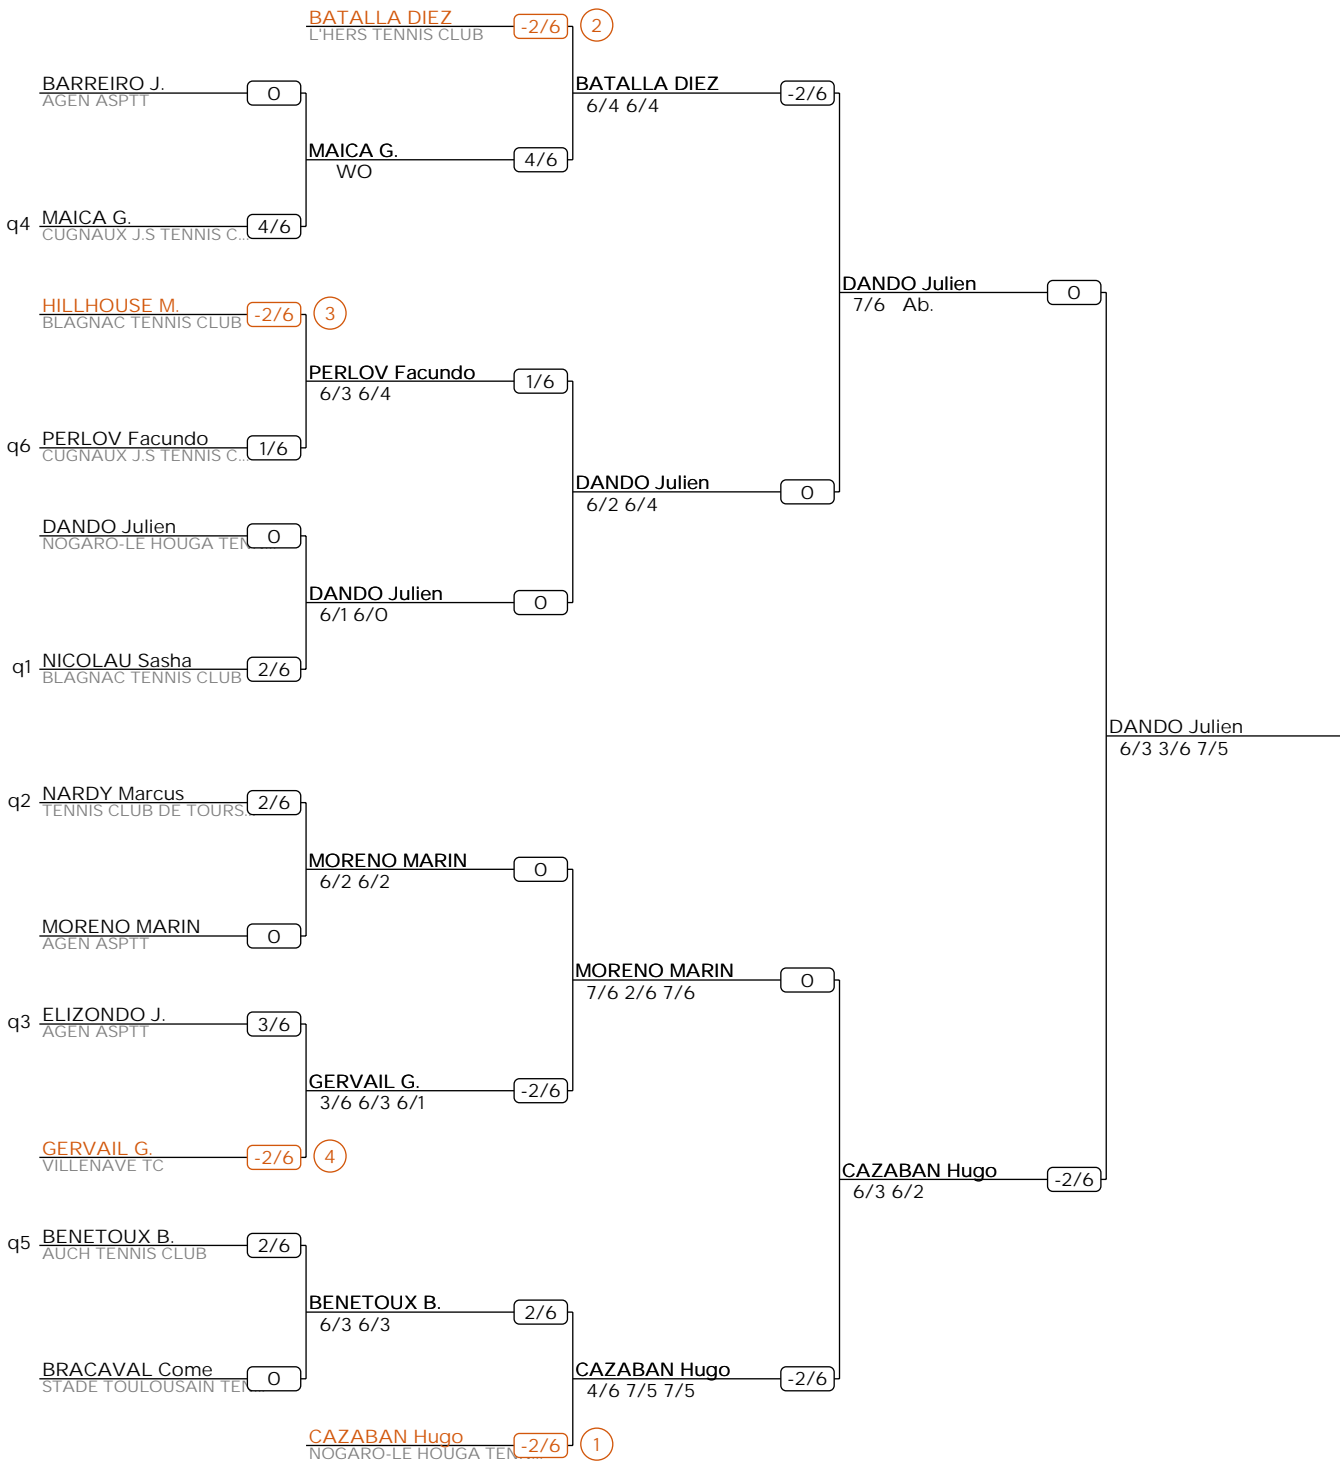 BATALLA DIEZ
L'HERS TENNIS CLUB
-2/6
2
BARREIRO J.
AGEN ASPTT
0
BATALLA DIEZ
6/4 6/4
-2/6
MAICA G.
WO
4/6
q4
MAICA G.
CUGNAUX J.S TENNIS C...
4/6
DANDO Julien
7/6 Ab.
0
HILLHOUSE M.
BLAGNAC TENNIS CLUB
-2/6
3
PERLOV Facundo
6/3 6/4
1/6
q6
PERLOV Facundo
CUGNAUX J.S TENNIS C...
1/6
DANDO Julien
6/2 6/4
0
DANDO Julien
NOGARO-LE HOUGA TEN...
0
DANDO Julien
6/1 6/0
0
q1
NICOLAU Sasha
BLAGNAC TENNIS CLUB
2/6
DANDO Julien
6/3 3/6 7/5
q2
NARDY Marcus
TENNIS CLUB DE TOURS...
2/6
MORENO MARIN
6/2 6/2
0
MORENO MARIN
AGEN ASPTT
0
MORENO MARIN
7/6 2/6 7/6
0
q3
ELIZONDO J.
AGEN ASPTT
3/6
GERVAIL G.
3/6 6/3 6/1
-2/6
GERVAIL G.
VILLENAVE TC
-2/6
4
CAZABAN Hugo
6/3 6/2
-2/6
q5
BENETOUX B.
AUCH TENNIS CLUB
2/6
BENETOUX B.
6/3 6/3
2/6
BRACAVAL Come
STADE TOULOUSAIN TEN...
0
CAZABAN Hugo
4/6 7/5 7/5
-2/6
CAZABAN Hugo
NOGARO-LE HOUGA TEN...
-2/6
1